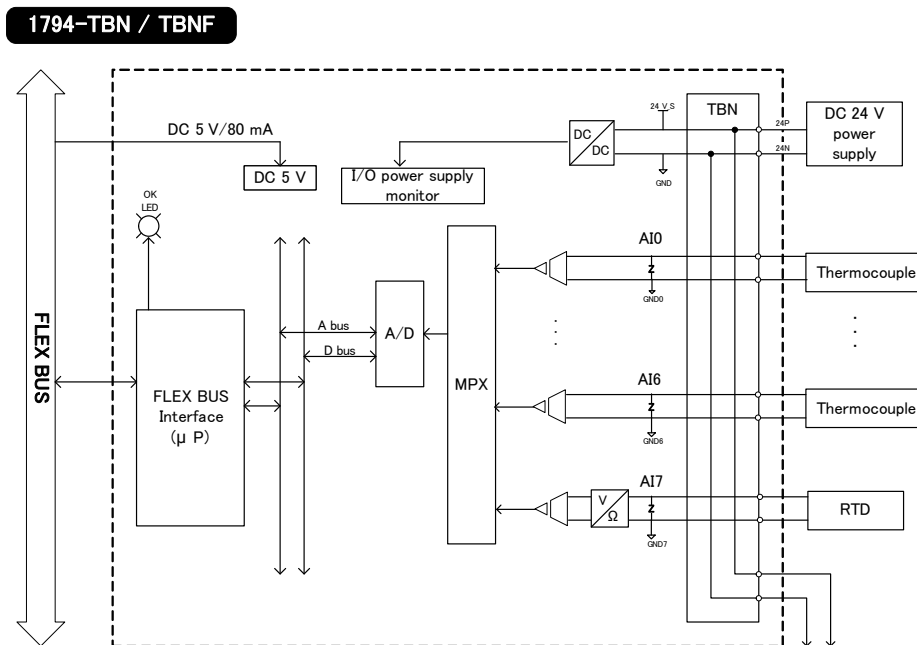 1794-TBN / TBNF
DC 5 V/80 mA
DC 5 V
I/O power supply
monitor
DC
DC
24 V S
GND
TBN
24P
24N
DC 24 V
power
supply
OK
LED
FLEX BUS
FLEX BUS
Interface
(μ P)
A bus
D bus
A/D
MPX
AI0
GND0
Thermocouple
AI6
GND6
Thermocouple
AI7
V
Ω
GND7
RTD